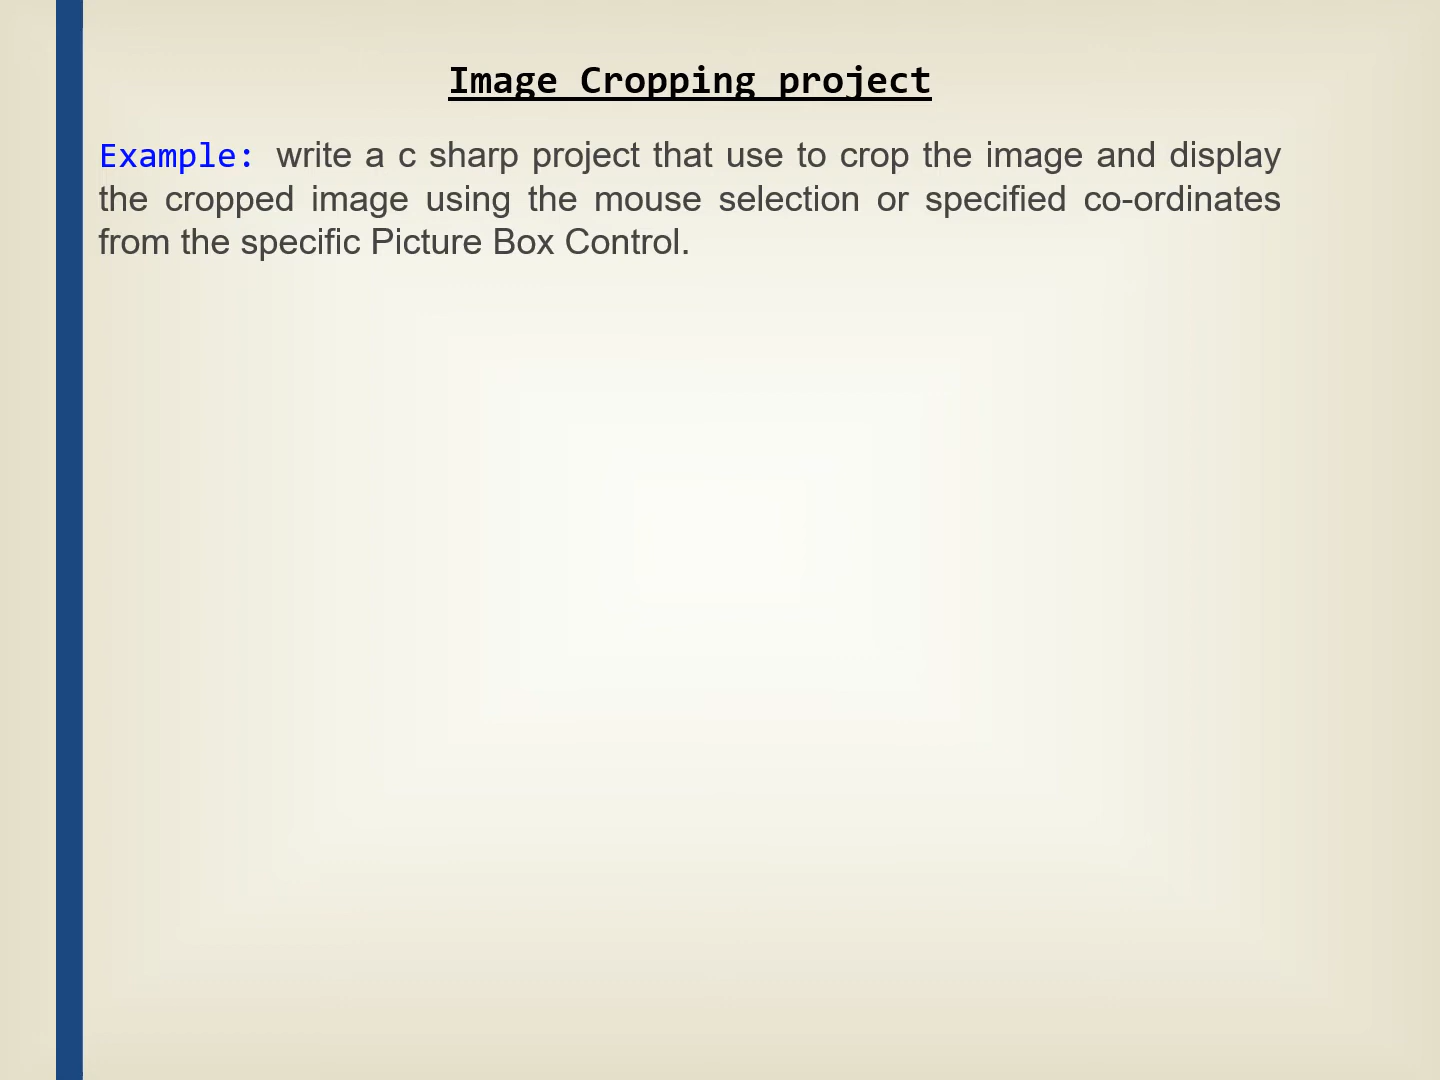 Image Cropping project
Example: write a c sharp project that use to crop the image and display
the cropped image using the mouse selection or specified co-ordinates
from the specific Picture Box Control.